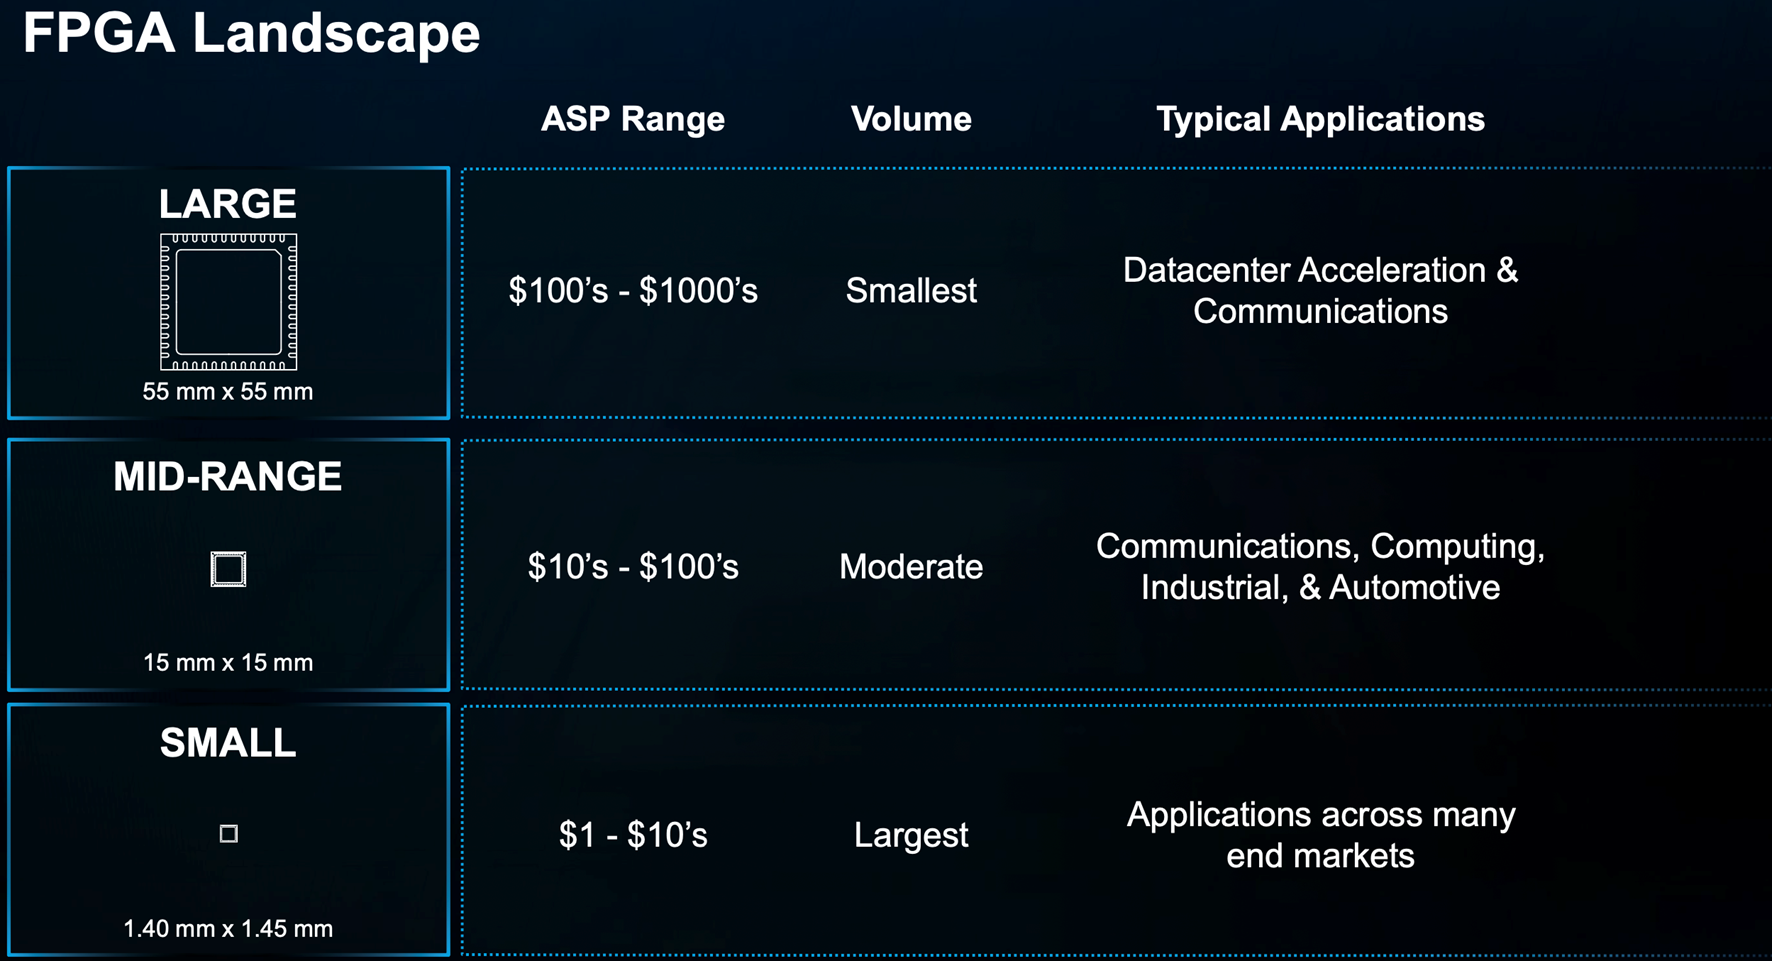 FPGA Landscape
ASP Range
Volume
Typical Applications
LARGE
55 mm x 55 mm
$100’s - $1000’s
Smallest
Datacenter Acceleration &
Communications
MID-RANGE
15 mm x 15 mm
$10’s - $100’s
Moderate
Communications, Computing,
Industrial, & Automotive
SMALL
1.40 mm x 1.45 mm
$1 - $10’s
Largest
Applications across many
end markets